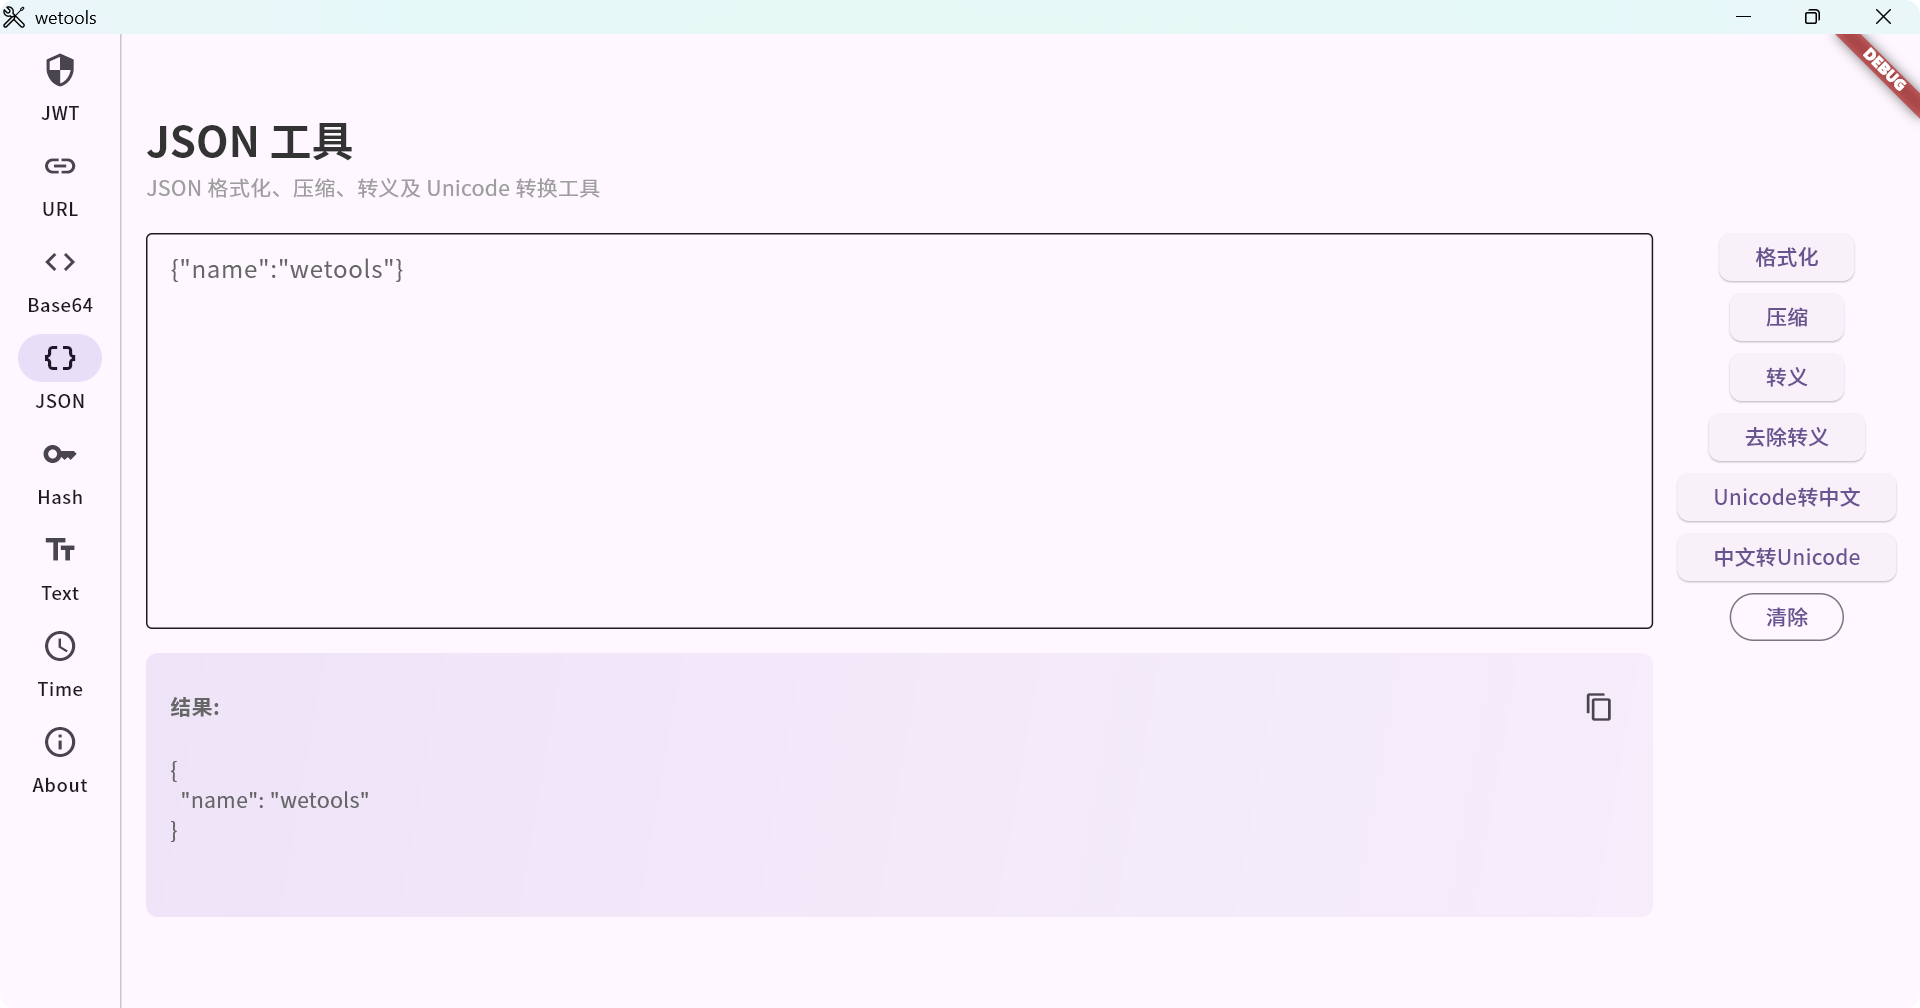 wetools
DEBUG
JWT
URL
Base64
JSON
Hash
Text
Time
About
JSON 工具
JSON 格式化、压缩、转义及 Unicode 转换工具
{"name":"wetools"}
格式化
压缩
转义
去除转义
Unicode转中文
中文转Unicode
清除
结果:
{
  "name": "wetools"
}